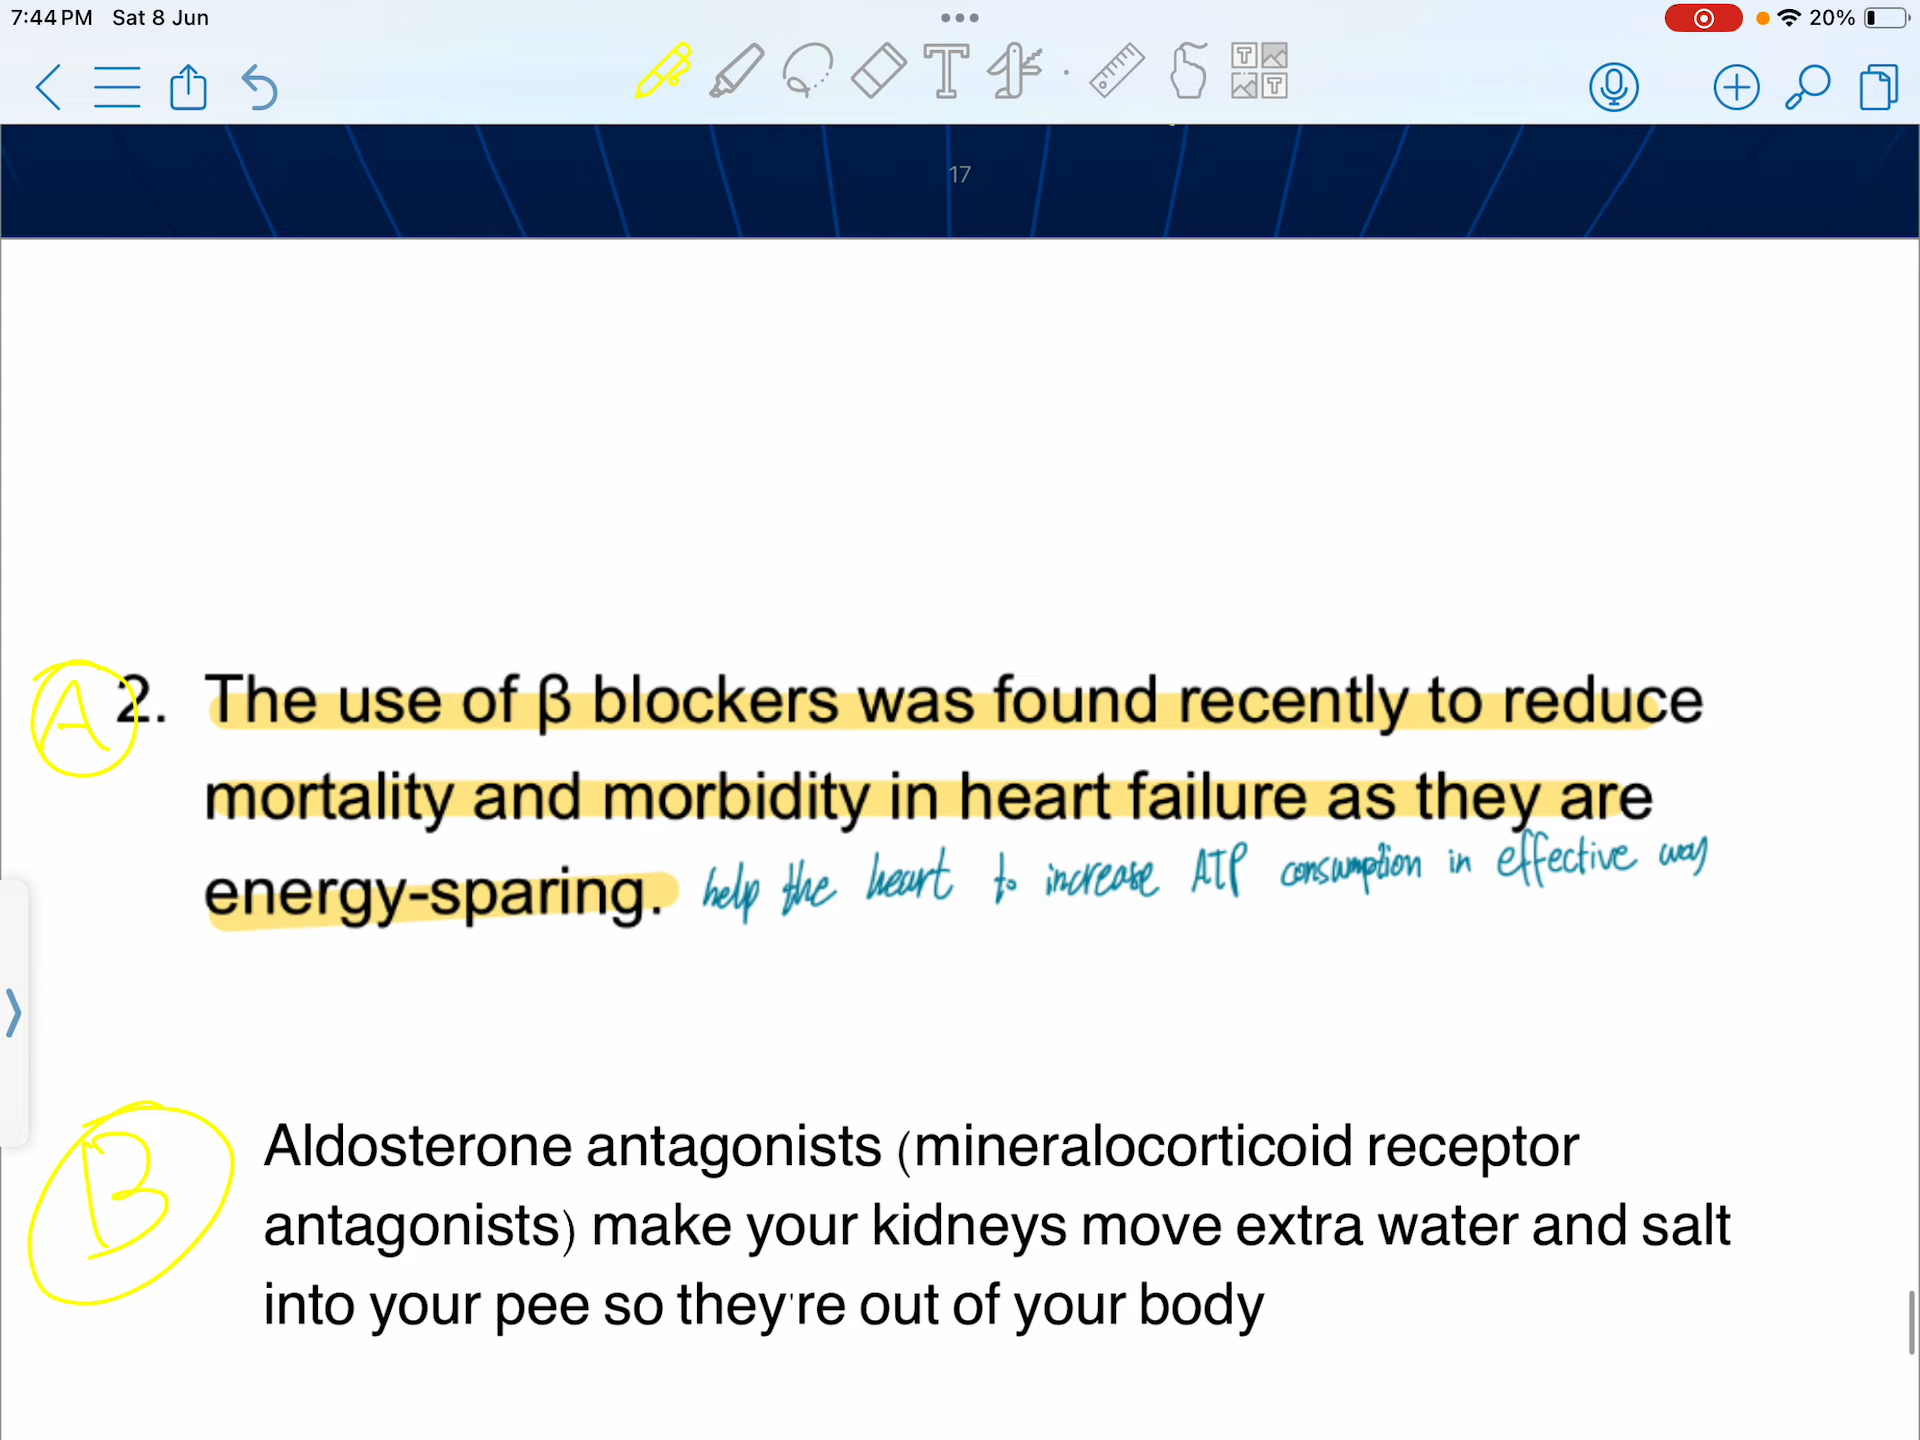 7:44 PM Sat 8 Jun
20%
17
A 2. The use of β blockers was found recently to reduce
mortality and morbidity in heart failure as they are
energy-sparing. help the heart to increase ATP consumption in effective way
B Aldosterone antagonists (mineralocorticoid receptor
antagonists) make your kidneys move extra water and salt
into your pee so they're out of your body